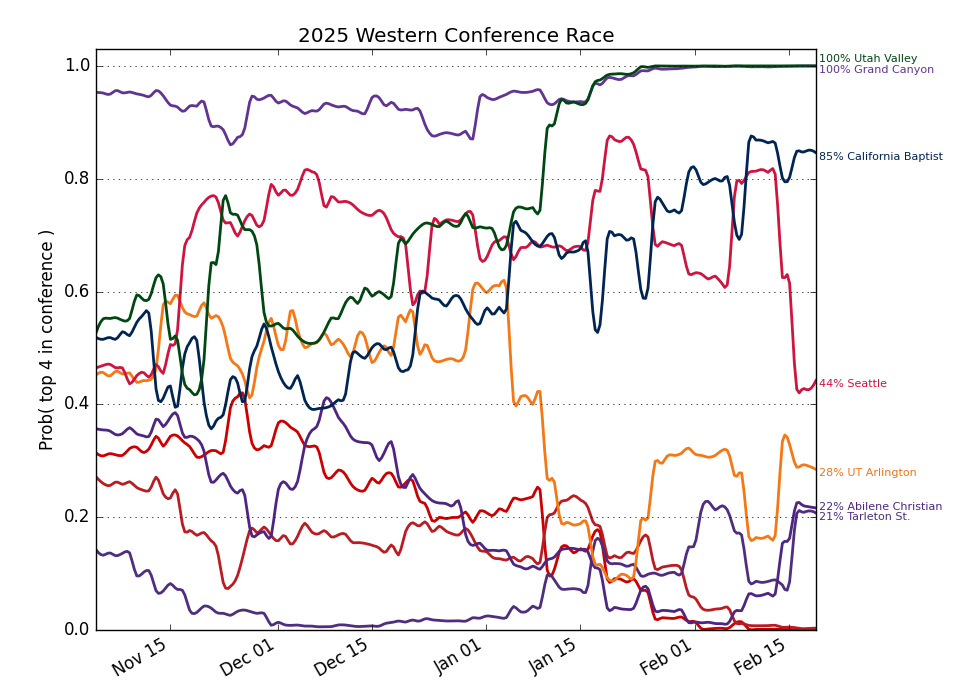 2025 Western Conference Race
Prob( top 4 in conference )
1.0
0.8
0.6
0.4
0.2
0.0
Nov 15
Dec 01
Dec 15
Jan 01
Jan 15
Feb 01
Feb 15
100% Utah Valley
100% Grand Canyon
85% California Baptist
44% Seattle
28% UT Arlington
22% Abilene Christian
21% Tarleton St.